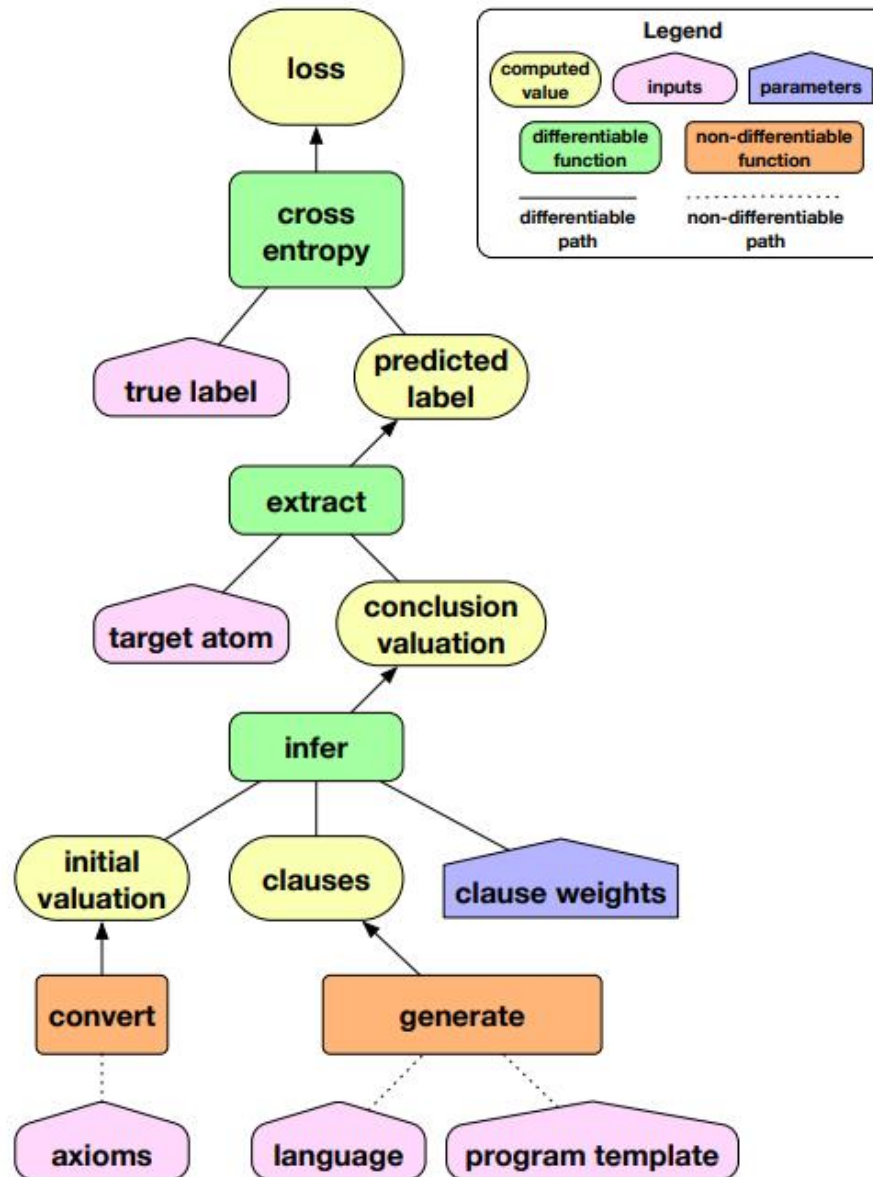 loss
Legend
computed
value
inputs
parameters
differentiable
function
non-differentiable
function
differentiable
path
non-differentiable
path
cross
entropy
true label
predicted
label
extract
target atom
conclusion
valuation
infer
initial
valuation
clauses
clause weights
convert
generate
axioms
language
program template